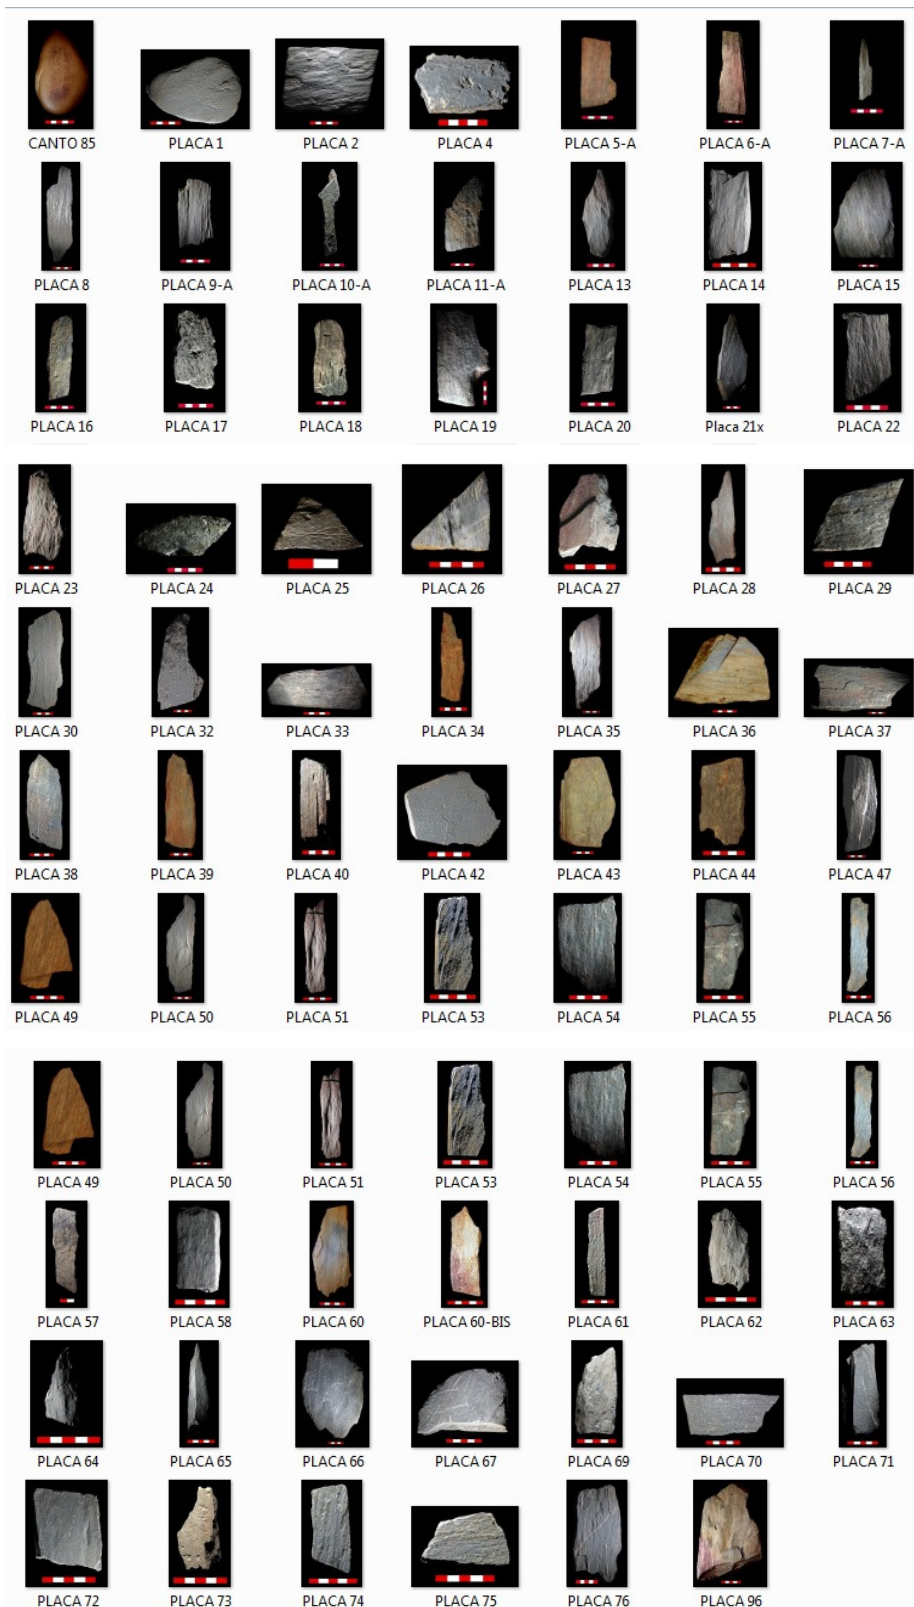 CANTO 85 PLACA 1 PLACA 2 PLACA 4 PLACA 5-A PLACA 6-A PLACA 7-A
PLACA 8 PLACA 9-A PLACA 10-A PLACA 11-A PLACA 13 PLACA 14 PLACA 15
PLACA 16 PLACA 17 PLACA 18 PLACA 19 PLACA 20 Placa 21x PLACA 22
PLACA 23 PLACA 24 PLACA 25 PLACA 26 PLACA 27 PLACA 28 PLACA 29
PLACA 30 PLACA 32 PLACA 33 PLACA 34 PLACA 35 PLACA 36 PLACA 37
PLACA 38 PLACA 39 PLACA 40 PLACA 42 PLACA 43 PLACA 44 PLACA 47
PLACA 49 PLACA 50 PLACA 51 PLACA 53 PLACA 54 PLACA 55 PLACA 56
PLACA 49 PLACA 50 PLACA 51 PLACA 53 PLACA 54 PLACA 55 PLACA 56
PLACA 57 PLACA 58 PLACA 60 PLACA 60-BIS PLACA 61 PLACA 62 PLACA 63
PLACA 64 PLACA 65 PLACA 66 PLACA 67 PLACA 69 PLACA 70 PLACA 71
PLACA 72 PLACA 73 PLACA 74 PLACA 75 PLACA 76 PLACA 96